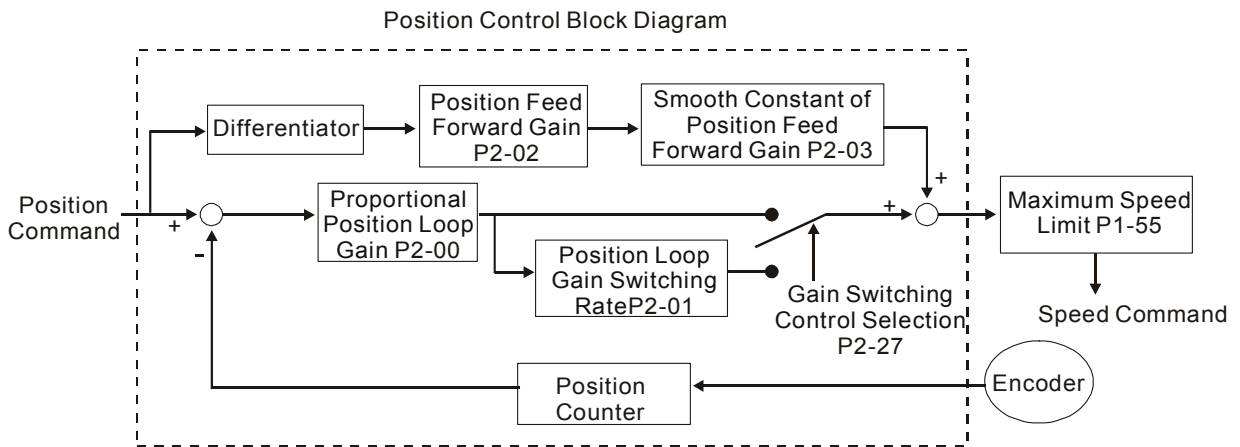 Position Control Block Diagram
Differentiator
Position Feed
Forward Gain
P2-02
Smooth Constant of
Position Feed
Forward Gain P2-03
+
Position
Command
+
-
Proportional
Position Loop
Gain P2-00
+
Maximum Speed
Limit P1-55
Position Loop
Gain Switching
RateP2-01
Gain Switching
Control Selection
P2-27
Speed Command
Position
Counter
Encoder